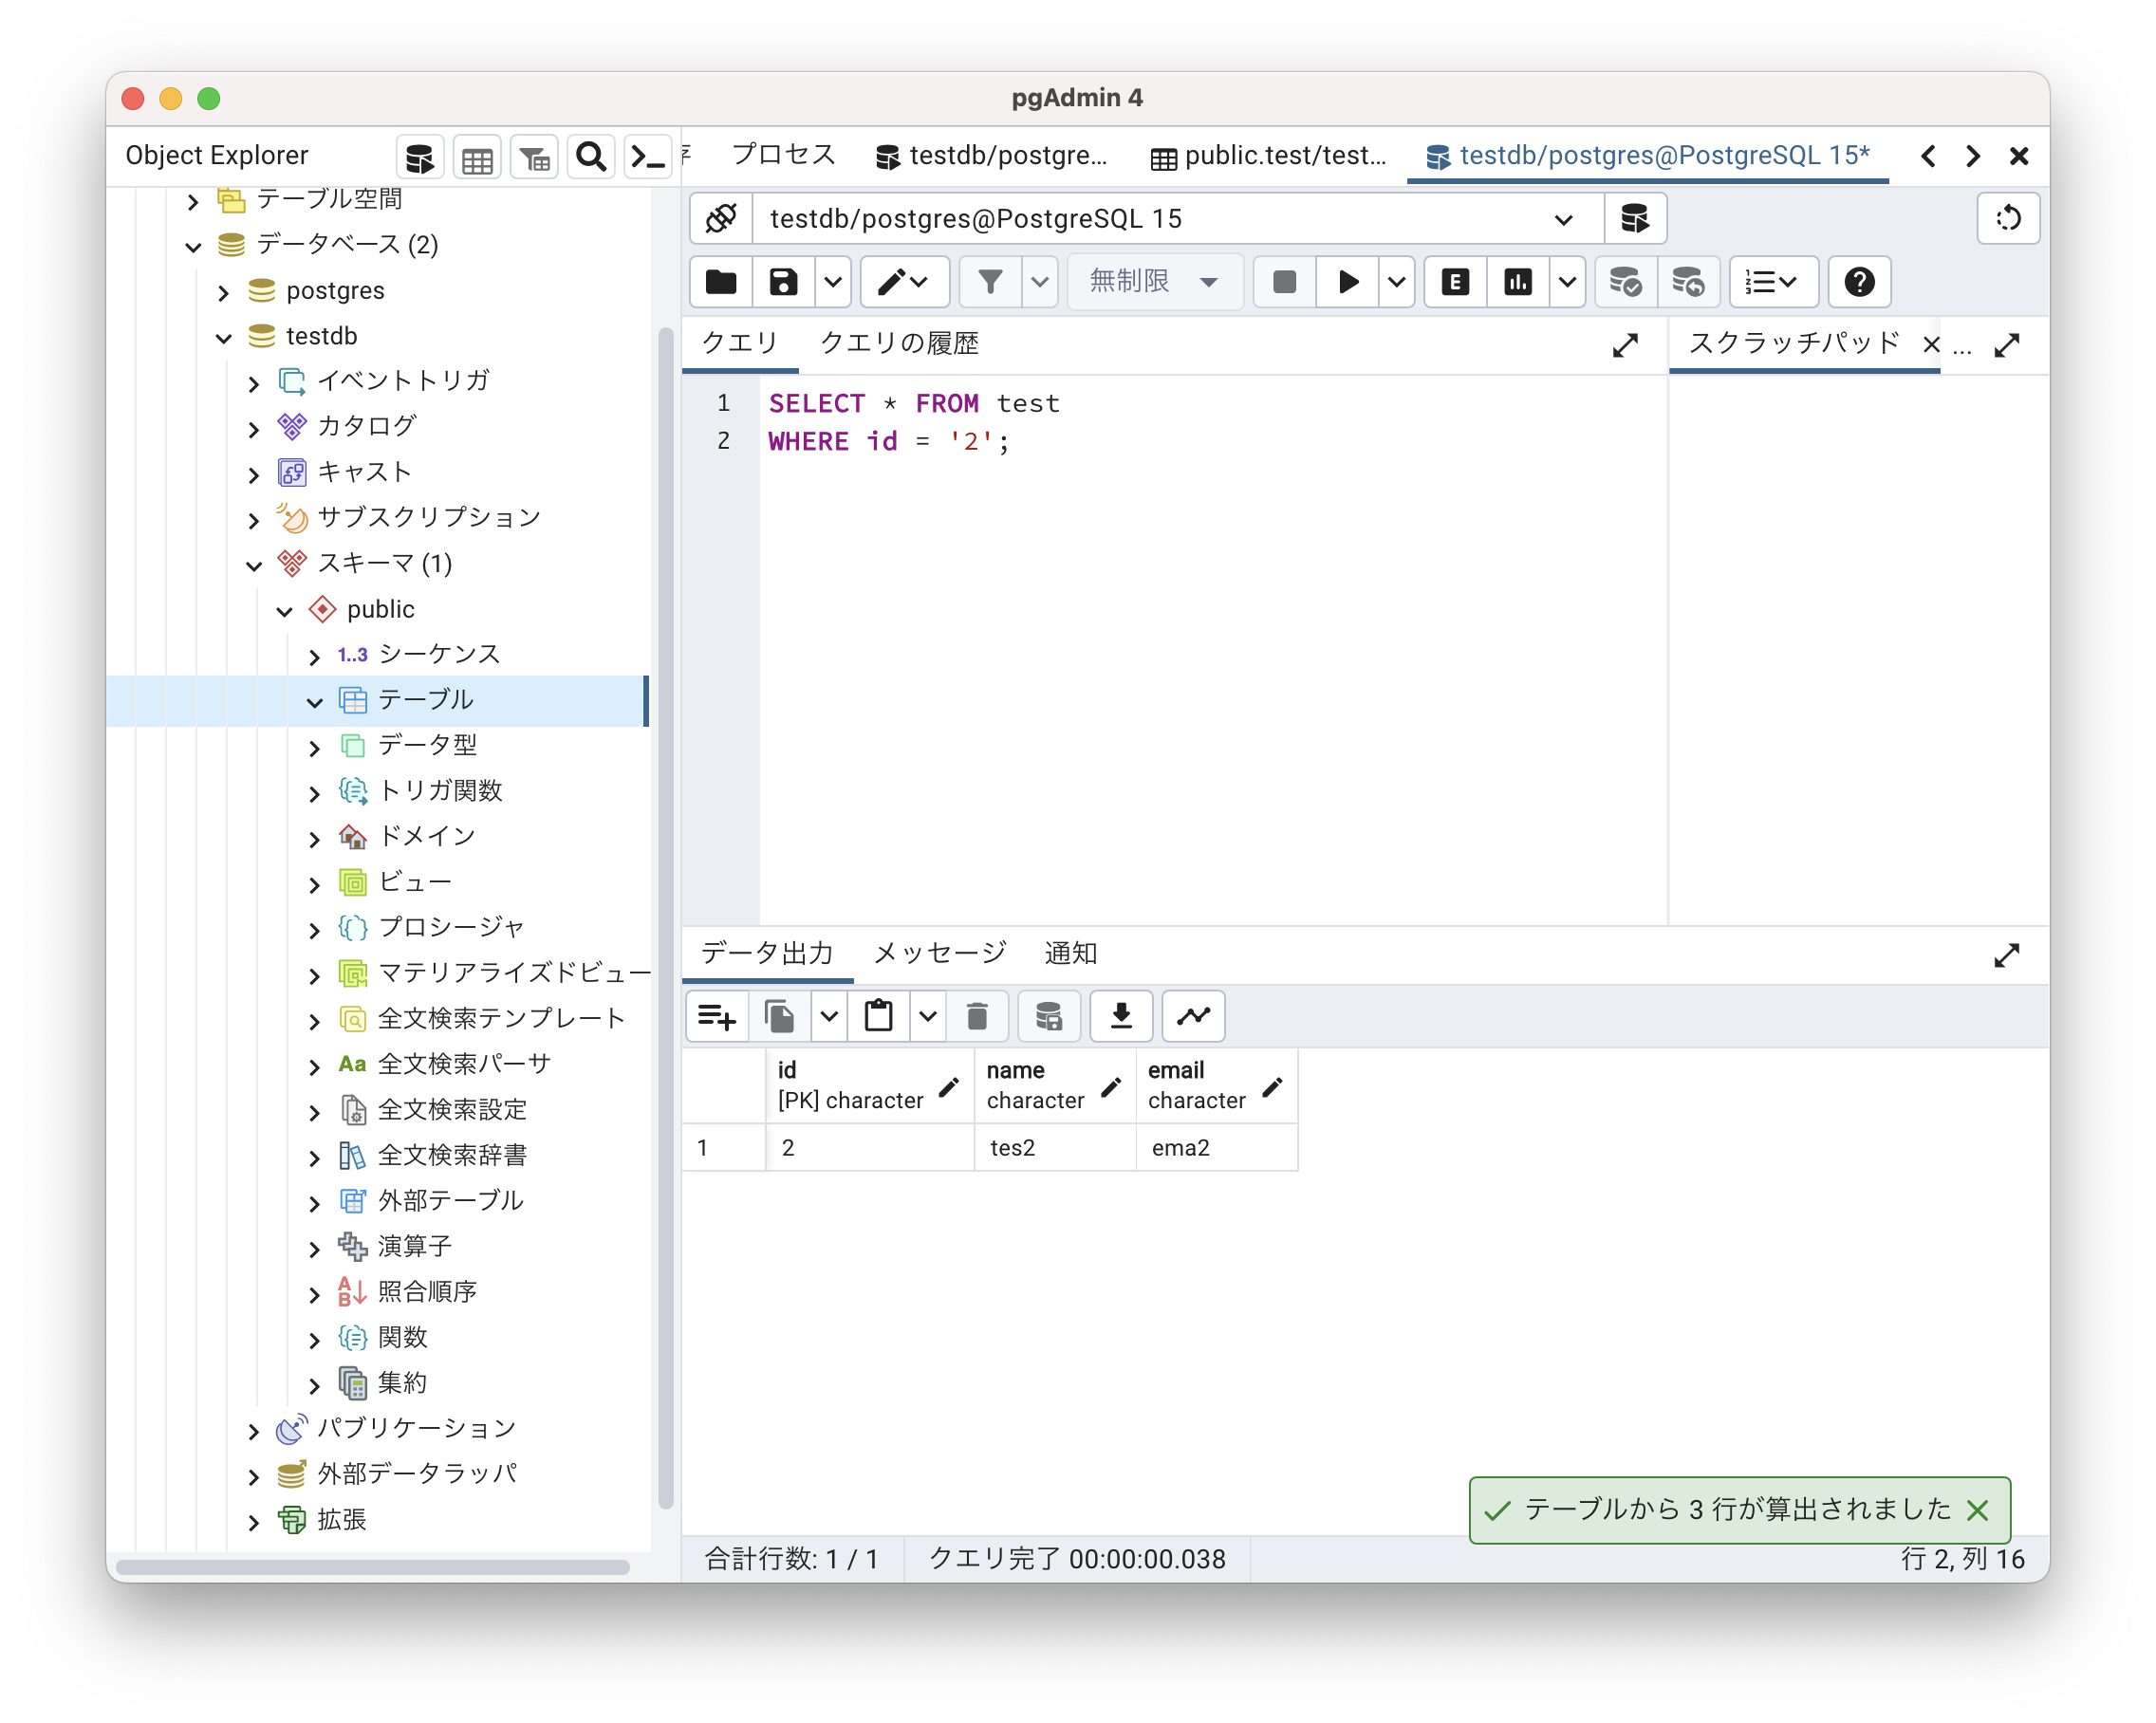 pgAdmin 4
Object Explorer
プロセス
testdb/postgre...
public.test/test...
testdb/postgres@PostgreSQL 15*
テーブル空間
データベース (2)
postgres
testdb
イベントトリガ
カタログ
キャスト
サブスクリプション
スキーマ (1)
public
1..3 シーケンス
テーブル
データ型
トリガ関数
ドメイン
ビュー
プロシージャ
マテリアライズドビュー
全文検索テンプレート
Aa 全文検索パーサ
全文検索設定
全文検索辞書
外部テーブル
演算子
照合順序
関数
集約
パブリケーション
外部データラッパ
拡張
testdb/postgres@PostgreSQL 15
無制限
E
クエリ
クエリの履歴
スクラッチパッド
...
1 SELECT * FROM test
2 WHERE id = '2';
データ出力
メッセージ
通知
id
[PK] character
name
character
email
character
1 2 tes2 ema2
テーブルから 3 行が算出されました
合計行数: 1 / 1
クエリ完了 00:00:00.038
行 2, 列 16